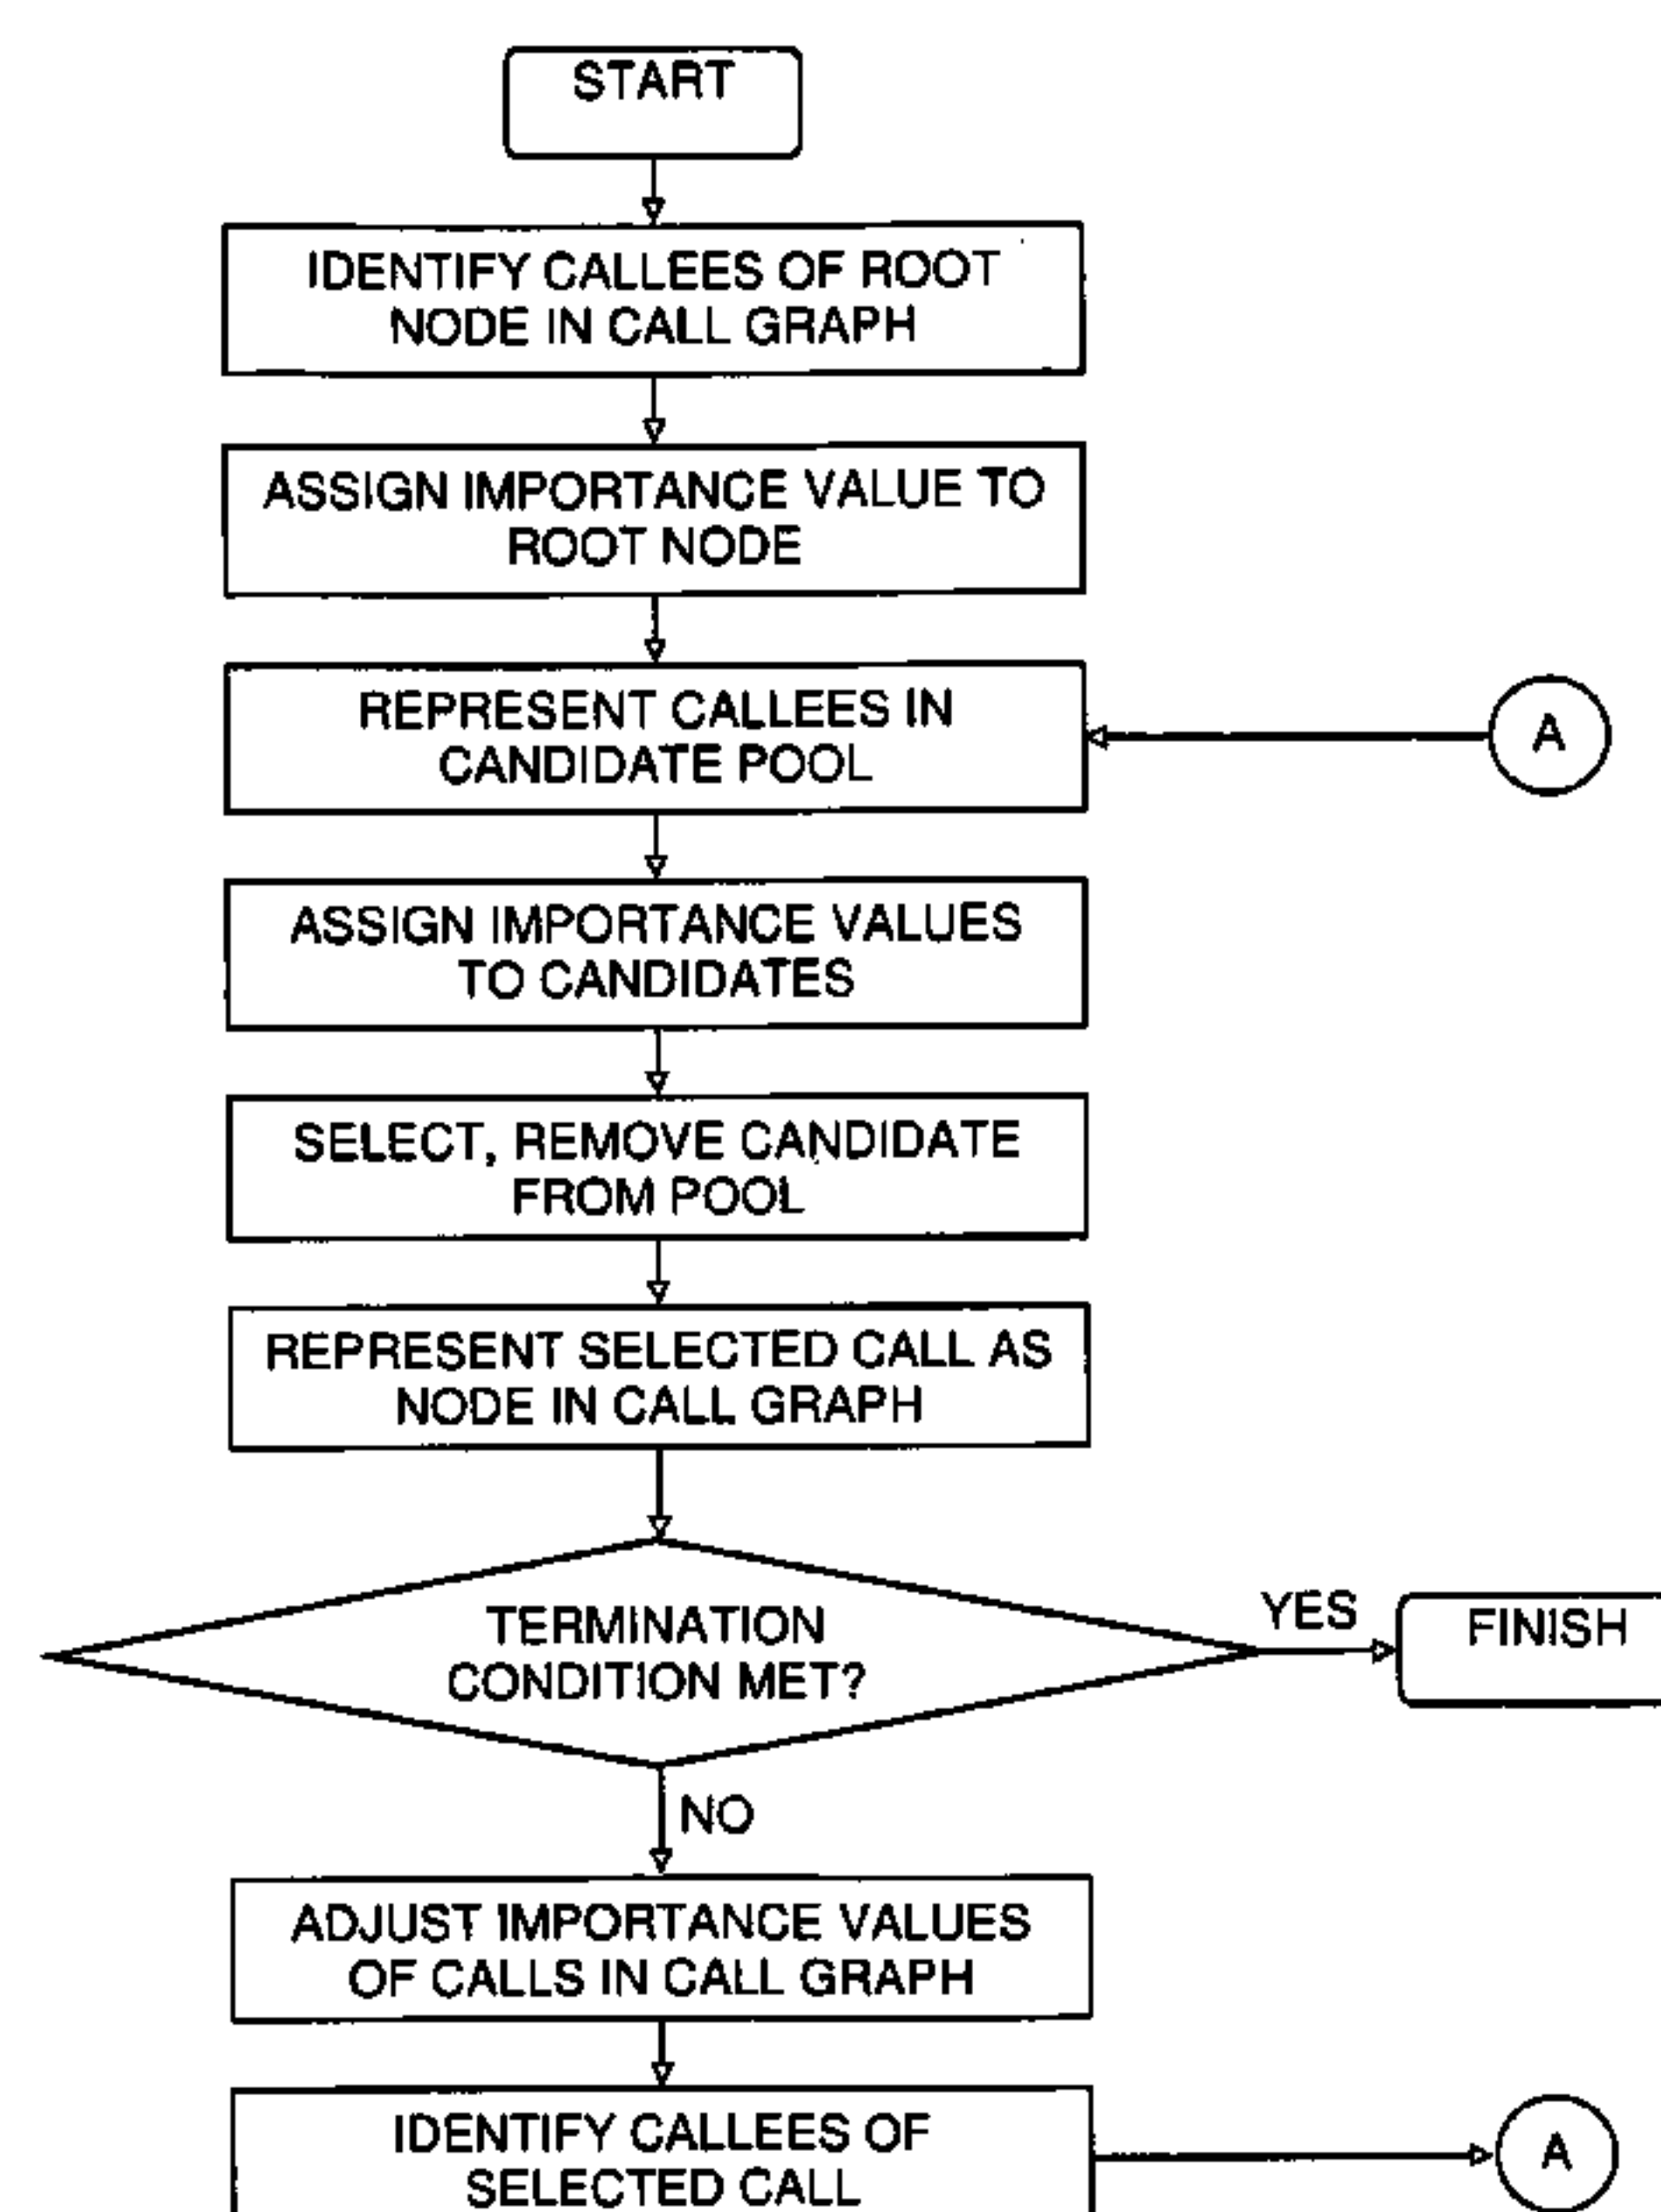 START
IDENTIFY CALLEES OF ROOT
NODE IN CALL GRAPH
ASSIGN IMPORTANCE VALUE TO
ROOT NODE
REPRESENT CALLEES IN
CANDIDATE POOL
A
ASSIGN IMPORTANCE VALUES
TO CANDIDATES
SELECT, REMOVE CANDIDATE
FROM POOL
REPRESENT SELECTED CALL AS
NODE IN CALL GRAPH
TERMINATION
CONDITION MET?
YES
FINISH
NO
ADJUST IMPORTANCE VALUES
OF CALLS IN CALL GRAPH
IDENTIFY CALLEES OF
SELECTED CALL
A